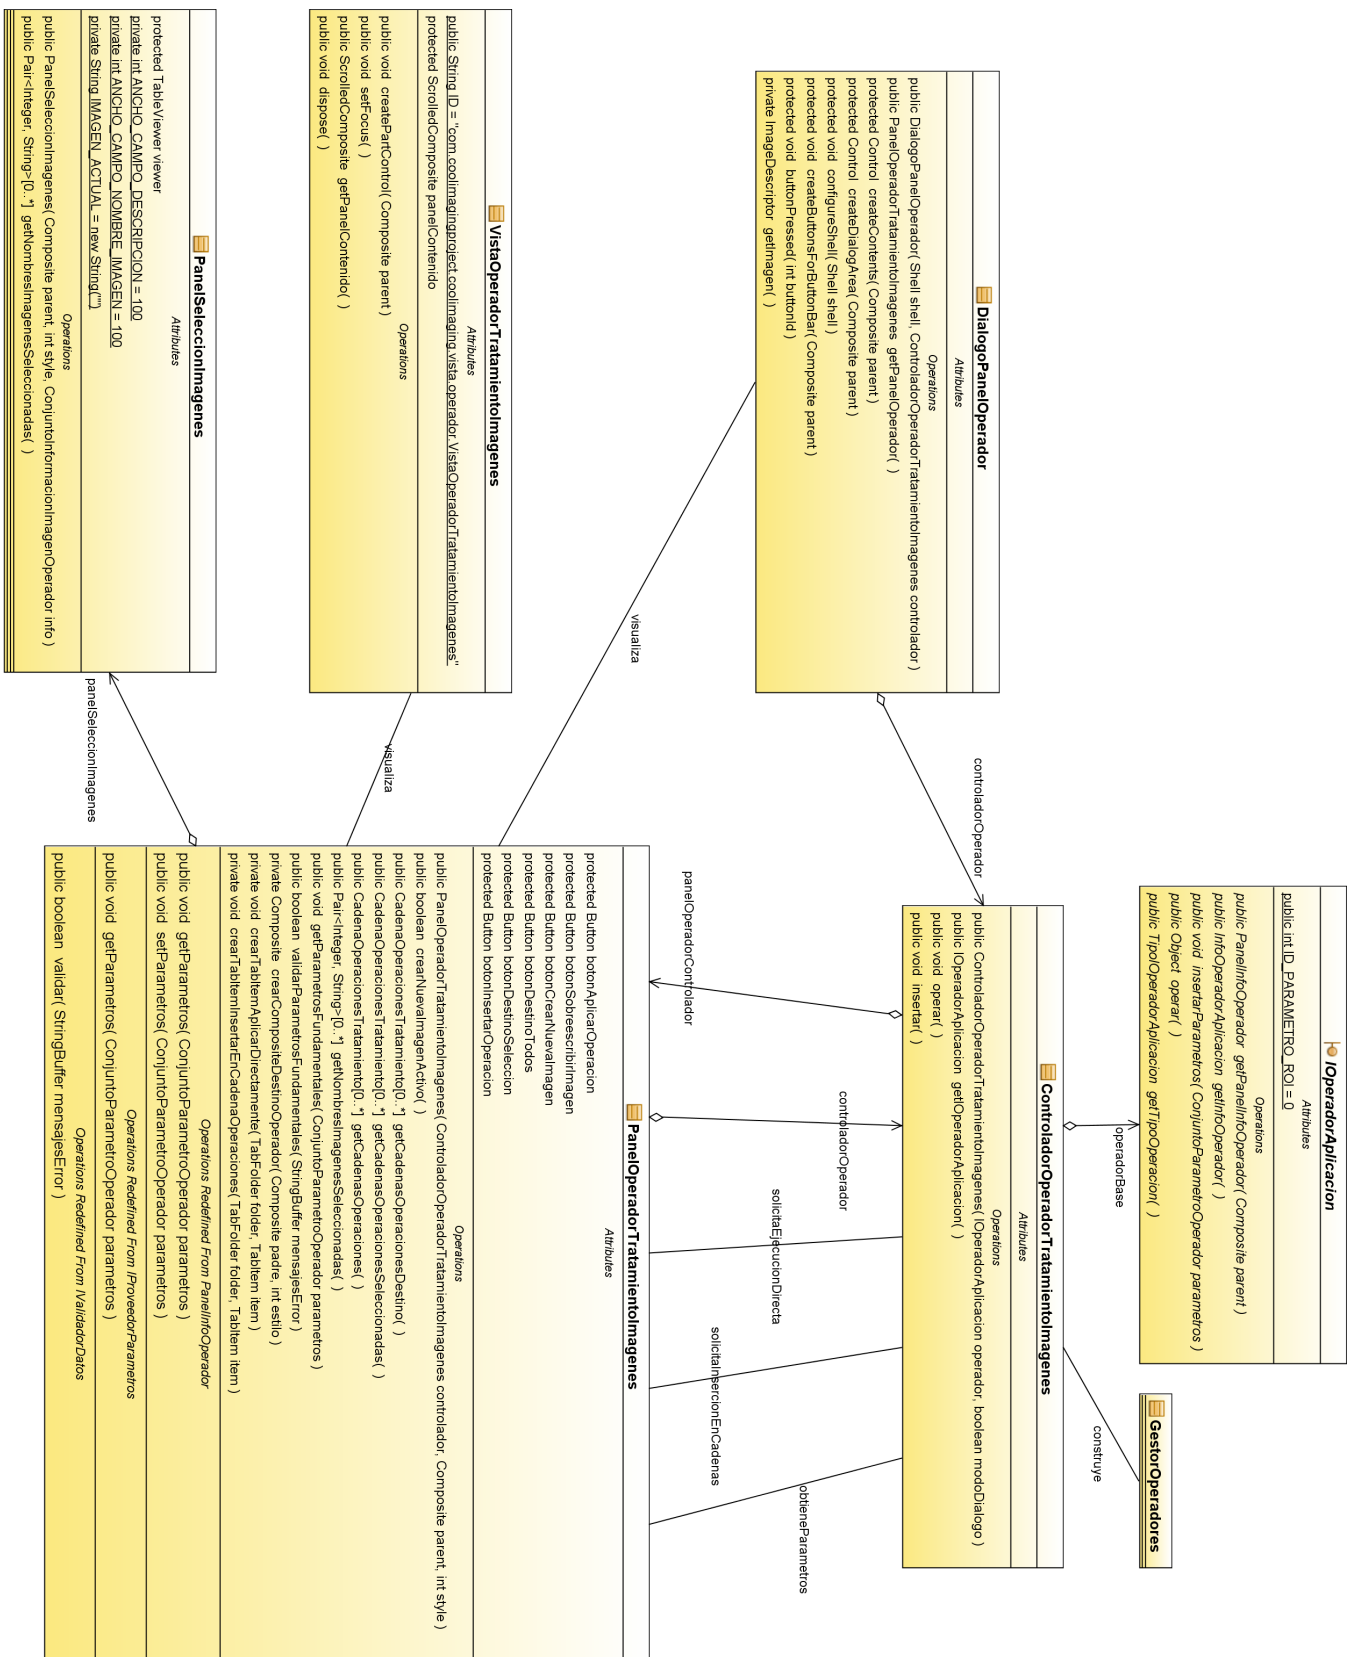 IOperadorAplicacion
Attributes
public int ID_PARAMETRO_ROI = 0
Operations
public PanelInfoOperador getPanelInfoOperador( Composite parent )
public InfoOperadorAplicacion getInfoOperador( )
public void insertarParametros( ConjuntoParametroOperador parametros )
public Object operar( )
public TipoIOperadorAplicacion getTipoOperacion( )
GestorOperadores
operadorBase
construye
DialogoPanelOperador
Attributes
Operations
public DialogoPanelOperador( Shell shell, ControladorOperadorTratamientoImagenes controlador )
public PanelOperadorTratamientoImagenes getPanelOperador( )
protected Control createContents( Composite parent )
protected Control createDialogArea( Composite parent )
protected void configureShell( Shell shell )
protected void createButtonsForButtonBar( Composite parent )
protected void buttonPressed( int buttonId )
private ImageDescriptor getImagen( )
controladorOperador
ControladorOperadorTratamientoImagenes
Attributes
Operations
public ControladorOperadorTratamientoImagenes( IOperadorAplicacion operador, boolean modoDialogo )
public IOperadorAplicacion getIOperadorAplicacion( )
public void operar( )
public void insertar( )
panelOperadorControlador
controladorOperador
solicitaEjecucionDirecta
solicitaInsercionEnCadenas
obtieneParametros
visualiza
VistaOperadorTratamientoImagenes
Attributes
public String ID = "com.coolimagingproject.coolimaging.vista.operador.VistaOperadorTratamientoImagenes"
protected ScrolledComposite panelContenido
Operations
public void createPartControl( Composite parent )
public void setFocus( )
public ScrolledComposite getPanelContenido( )
public void dispose( )
visualiza
PanelOperadorTratamientoImagenes
Attributes
protected Button botonAplicarOperacion
protected Button botonSobreescribirImagen
protected Button botonCrearNuevaImagen
protected Button botonDestinoTodos
protected Button botonDestinoSeleccion
protected Button botonInsertarOperacion
Operations
public PanelOperadorTratamientoImagenes( ControladorOperadorTratamientoImagenes controlador, Composite parent, int style )
public boolean crearNuevaImagenActivo( )
public CadenaOperacionesTratamiento[0..*] getCadenasOperacionesDestino( )
public CadenaOperacionesTratamiento[0..*] getCadenasOperacionesSeleccionadas( )
public CadenaOperacionesTratamiento[0..*] getCadenasOperaciones( )
public Pair<Integer, String>[0..*] getNombresImagenesSeleccionadas( )
public void getParametrosFundamentales( ConjuntoParametroOperador parametros )
public boolean validarParametrosFundamentales( StringBuffer mensajesError )
private Composite crearCompositeDestinoOperador( Composite padre, int estilo )
private void crearTabItemAplicarDirectamente( TabFolder folder, TabItem item )
private void crearTabItemInsertarEnCadenaOperaciones( TabFolder folder, TabItem item )
Operations Redefined From PanelInfoOperador
public void getParametros( ConjuntoParametroOperador parametros )
public void setParametros( ConjuntoParametroOperador parametros )
Operations Redefined From IProveedorParametros
public void getParametros( ConjuntoParametroOperador parametros )
Operations Redefined From IValidadorDatos
public boolean validar( StringBuffer mensajesError )
PanelSeleccionImagenes
Attributes
protected TableViewer viewer
private int ANCHO_CAMPO_DESCRIPCION = 100
private int ANCHO_CAMPO_NOMBRE_IMAGEN = 100
private String IMAGEN_ACTUAL = new String("")
Operations
public PanelSeleccionImagenes( Composite parent, int style, ConjuntoInformacionImagenOperador info )
public Pair<Integer, String>[0..*] getNombresImagenesSeleccionadas( )
panelSeleccionImagenes